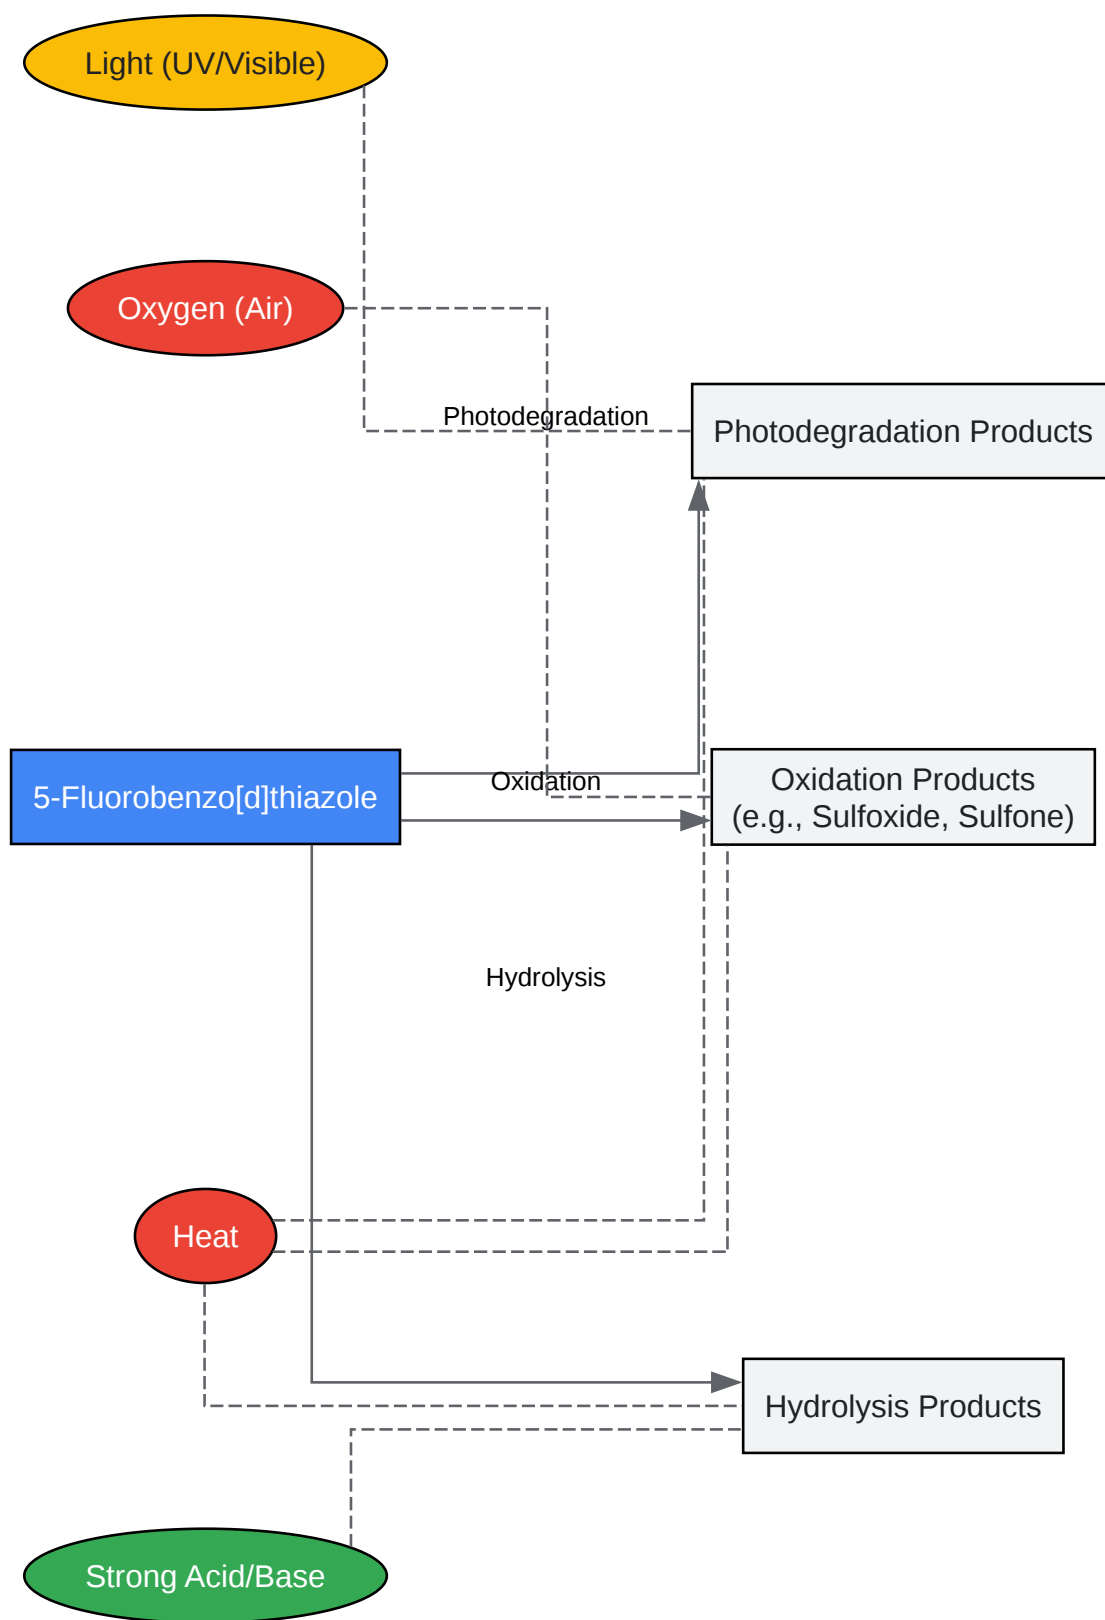 Light (UV/Visible)
Oxygen (Air)
Photodegradation
Photodegradation Products
5-Fluorobenzo[d]thiazole
Oxidation
Oxidation Products
(e.g., Sulfoxide, Sulfone)
Hydrolysis
Heat
Hydrolysis Products
Strong Acid/Base